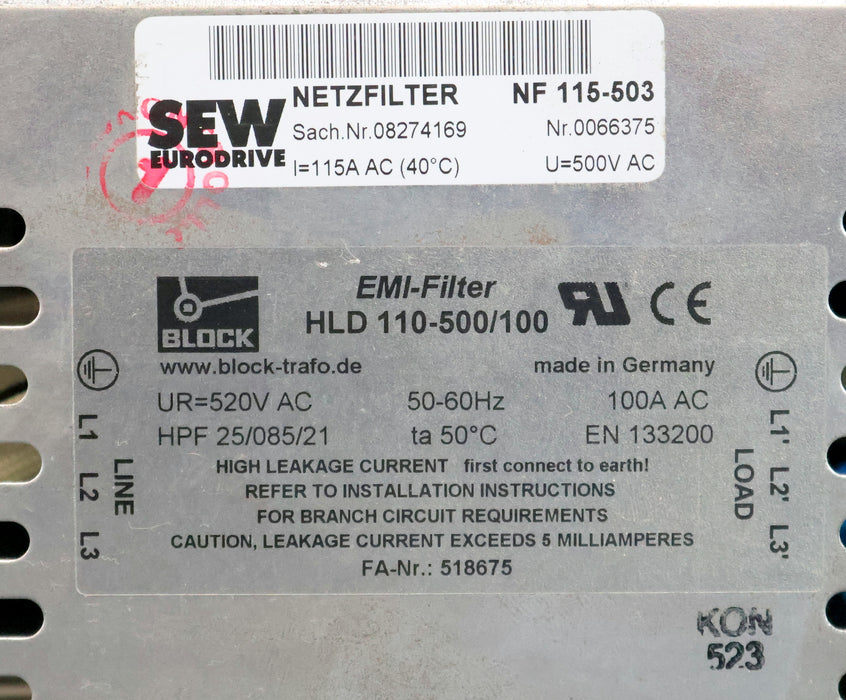 NETZFILTER NF 115-503
SEW
EURODRIVE
Sach.Nr.08274169 Nr.0066375
I=115A AC (40°C) U=500V AC
BLOCK
EMI-Filter
HLD 110-500/100
RU CE
www.block-trafo.de made in Germany
UR=520V AC 50-60Hz 100A AC
HPF 25/085/21 ta 50°C EN 133200
HIGH LEAKAGE CURRENT first connect to earth!
REFER TO INSTALLATION INSTRUCTIONS
FOR BRANCH CIRCUIT REQUIREMENTS
CAUTION, LEAKAGE CURRENT EXCEEDS 5 MILLIAMPERES
FA-Nr.: 518675
L1 L2 L3
LINE
LOAD
L1' L2' L3'
KON
523